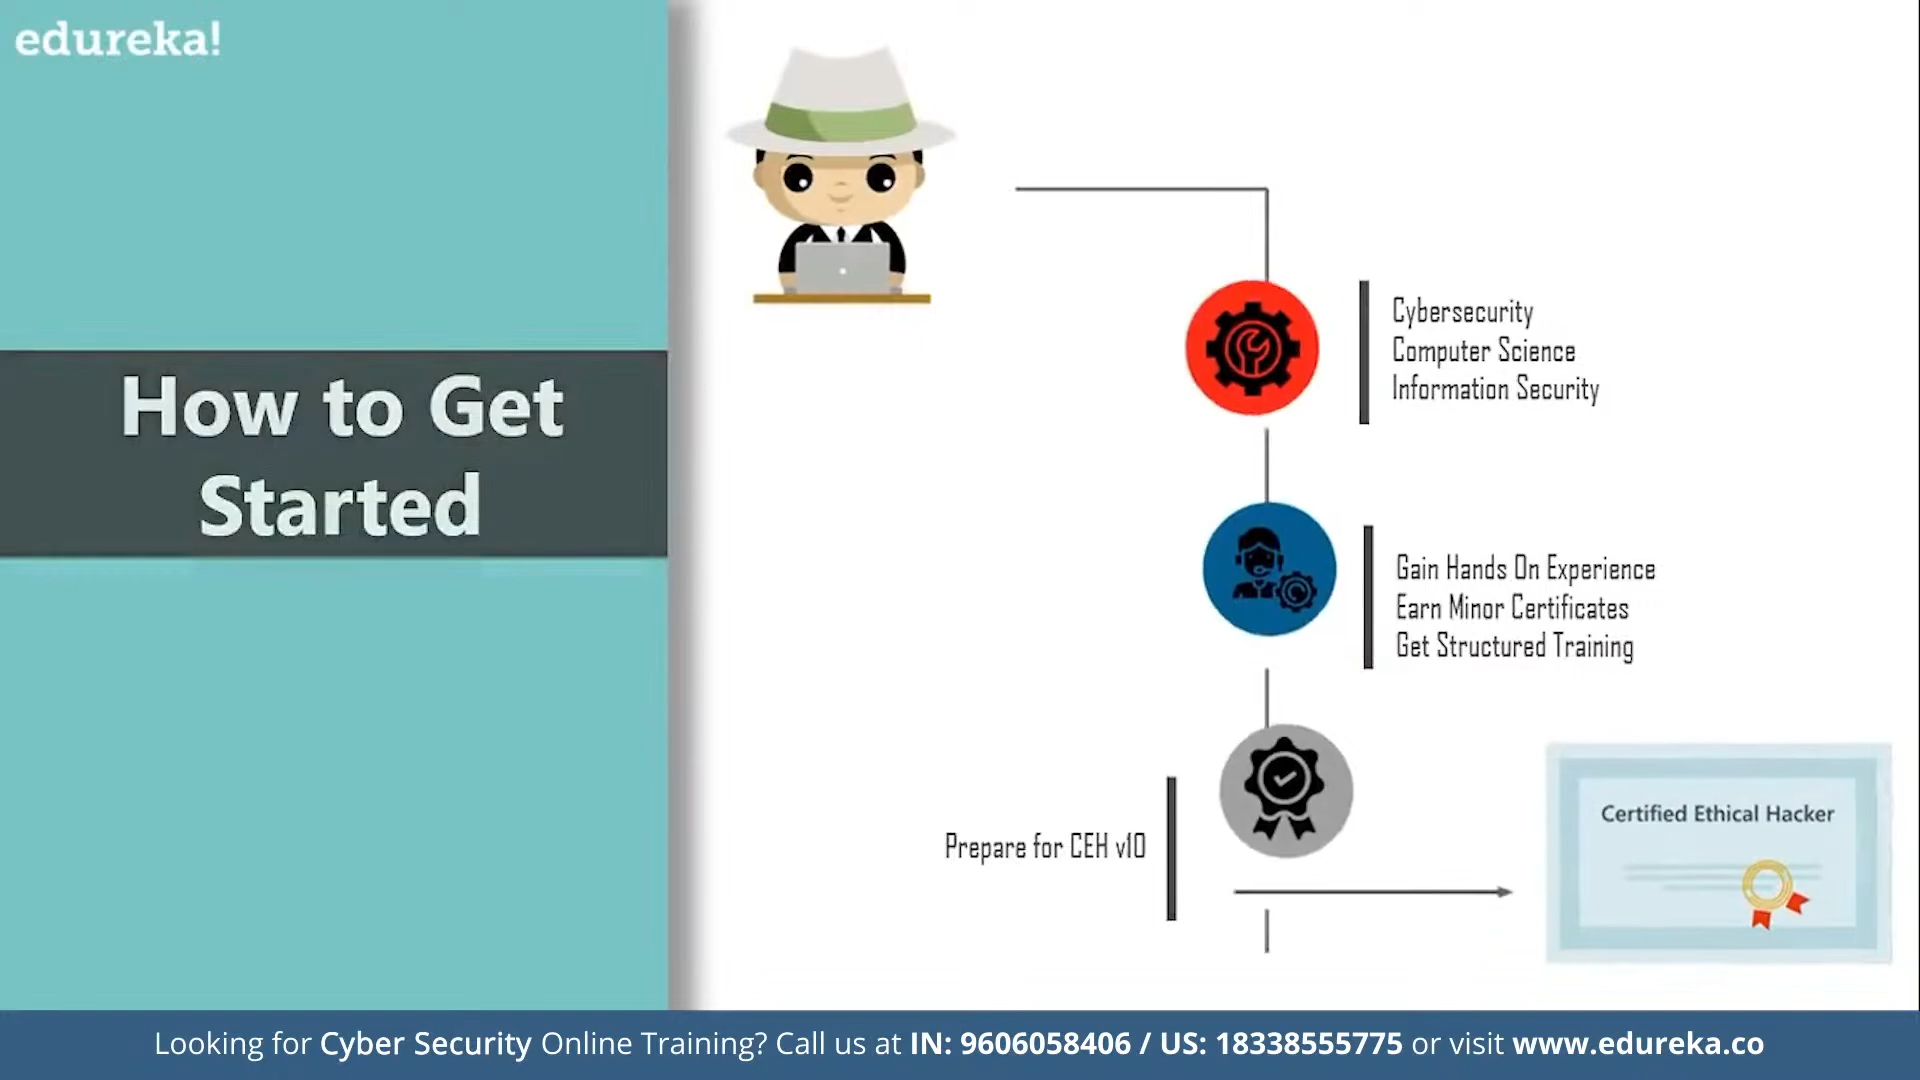 edureka!
How to Get
Started
Cybersecurity
Computer Science
Information Security
Gain Hands On Experience
Earn Minor Certificates
Get Structured Training
Prepare for CEH v10
Certified Ethical Hacker
Looking for Cyber Security Online Training? Call us at IN: 9606058406 / US: 18338555775 or visit www.edureka.co